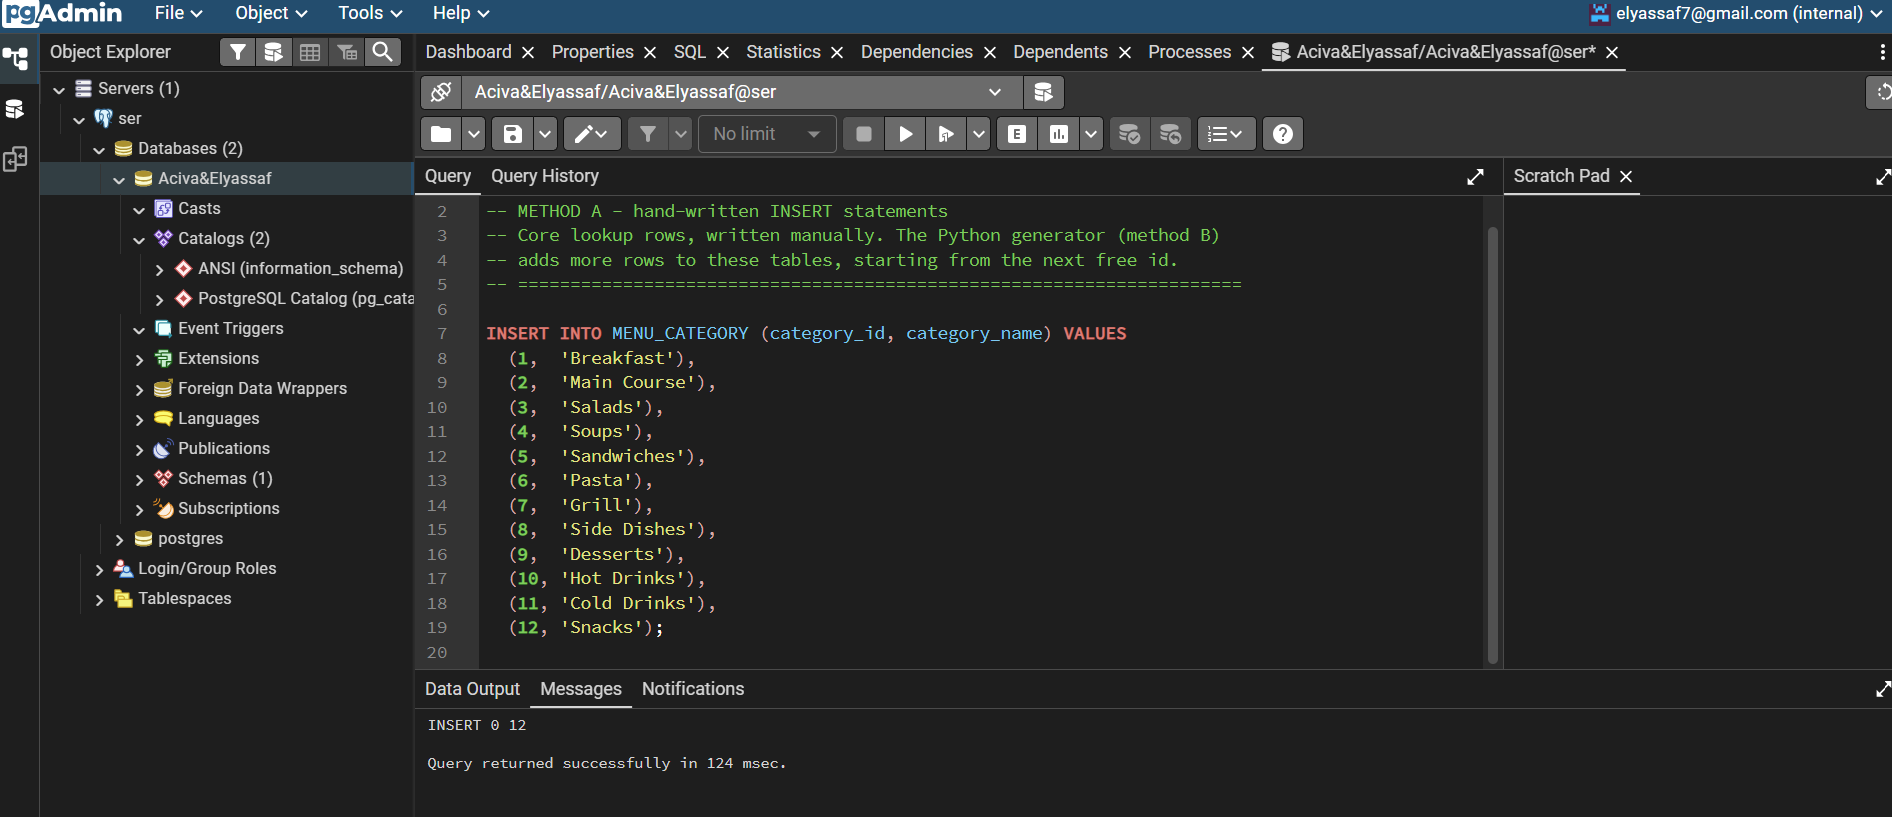 pgAdmin File Object Tools Help elyassaf7@gmail.com (internal)
Object Explorer
Dashboard Properties SQL Statistics Dependencies Dependents Processes Aciva&Elyassaf/Aciva&Elyassaf@ser*
Servers (1)
ser
Databases (2)
Aciva&Elyassaf
Casts
Catalogs (2)
ANSI (information_schema)
PostgreSQL Catalog (pg_cata
Event Triggers
Extensions
Foreign Data Wrappers
Languages
Publications
Schemas (1)
Subscriptions
postgres
Login/Group Roles
Tablespaces
Aciva&Elyassaf/Aciva&Elyassaf@ser
No limit E
Query Query History
Scratch Pad
2 -- METHOD A - hand-written INSERT statements
3 -- Core lookup rows, written manually. The Python generator (method B)
4 -- adds more rows to these tables, starting from the next free id.
5 -- =====================================================================
6
7 INSERT INTO MENU_CATEGORY (category_id, category_name) VALUES
8 (1, 'Breakfast'),
9 (2, 'Main Course'),
10 (3, 'Salads'),
11 (4, 'Soups'),
12 (5, 'Sandwiches'),
13 (6, 'Pasta'),
14 (7, 'Grill'),
15 (8, 'Side Dishes'),
16 (9, 'Desserts'),
17 (10, 'Hot Drinks'),
18 (11, 'Cold Drinks'),
19 (12, 'Snacks');
20
Data Output Messages Notifications
INSERT 0 12
Query returned successfully in 124 msec.